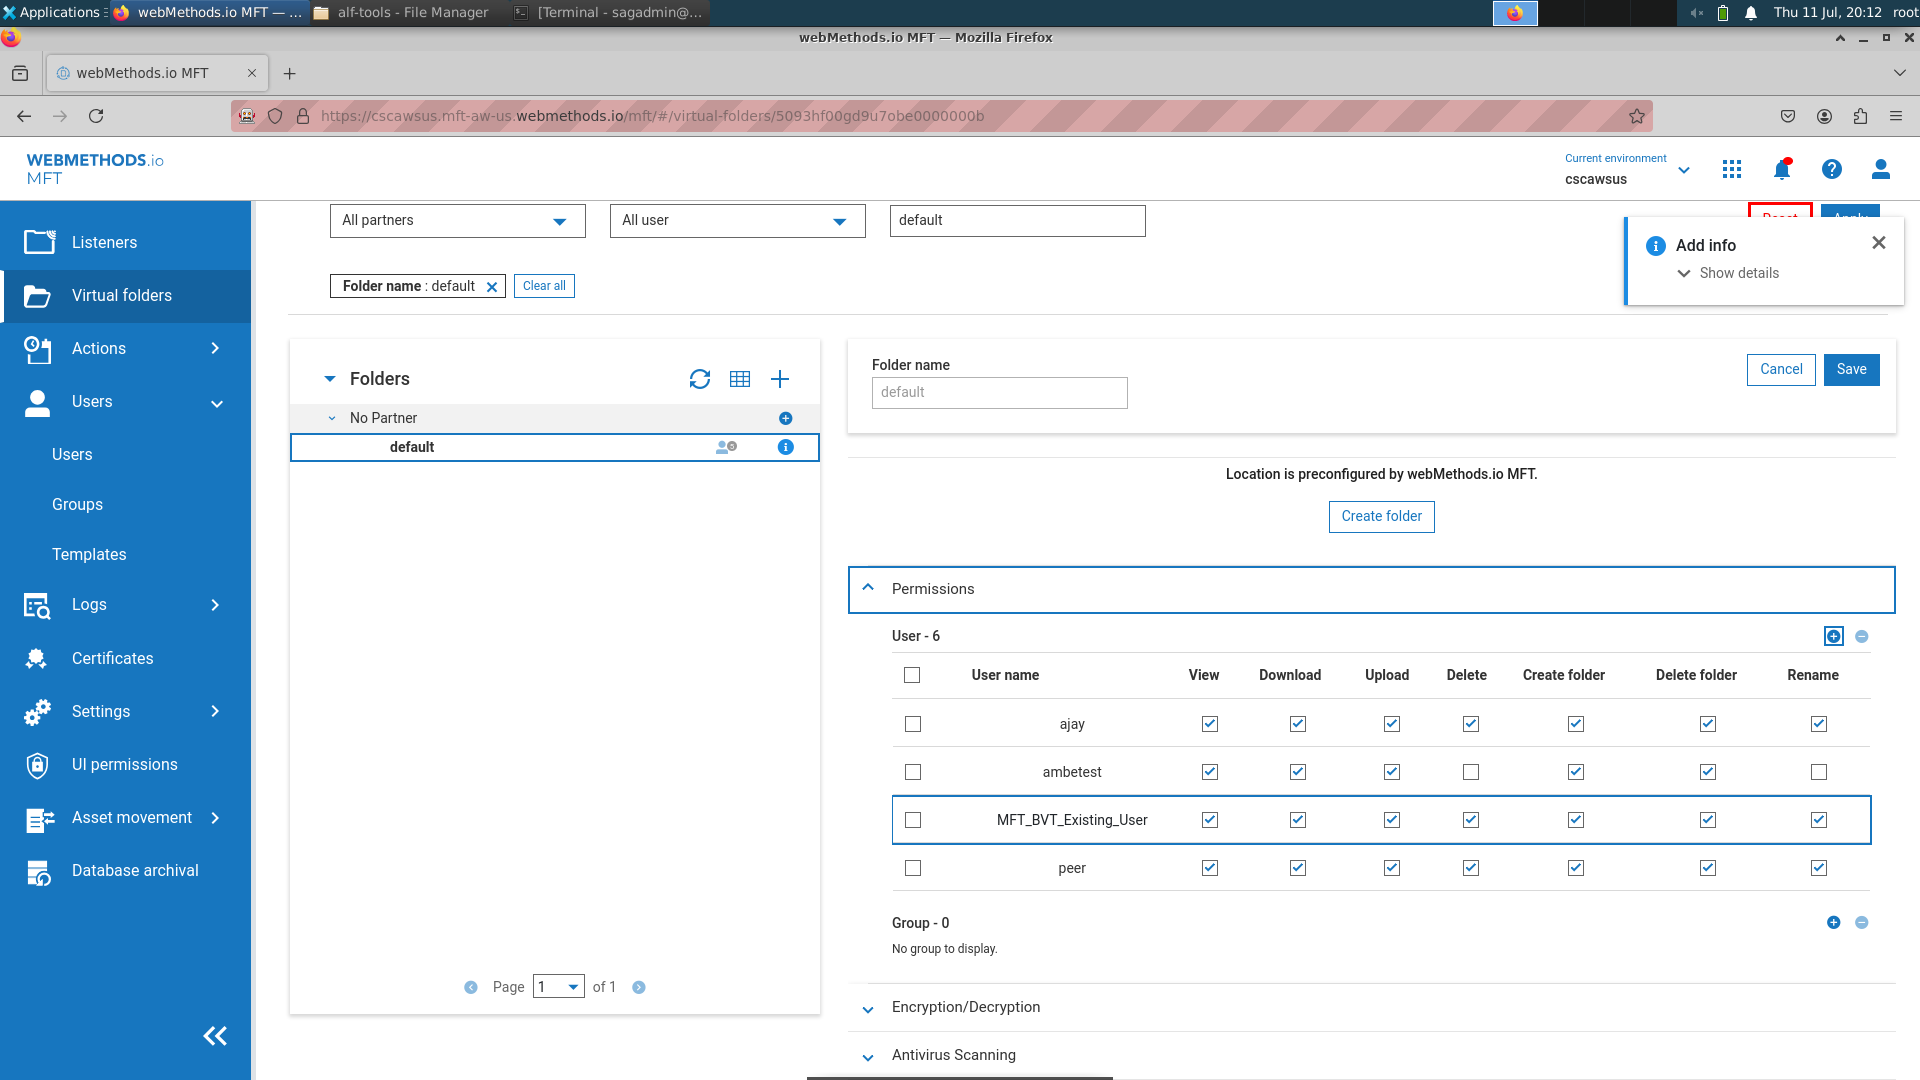 Applications
webMethods.io MFT — ...
alf-tools - File Manager
[Terminal - sagadmin@...
Thu 11 Jul, 20:12
root
webMethods.io MFT — Mozilla Firefox
webMethods.io MFT
https://cscawsus.mft-aw-us.webmethods.io/mft/#/virtual-folders/5093hf00gd9u7obe0000000b
WEBMETHODS.io
MFT
Current environment
cscawsus
Listeners
Virtual folders
Actions
Users
Users
Groups
Templates
Logs
Certificates
Settings
UI permissions
Asset movement
Database archival
All partners
All user
default
Reset
Apply
Folder name : default
Clear all
Add info
Show details
Folders
No Partner
default
Page 1 of 1
Folder name
default
Cancel
Save
Location is preconfigured by webMethods.io MFT.
Create folder
Permissions
User - 6
User name View Download Upload Delete Create folder Delete folder Rename
ajay
ambetest
MFT_BVT_Existing_User
peer
Group - 0
No group to display.
Encryption/Decryption
Antivirus Scanning